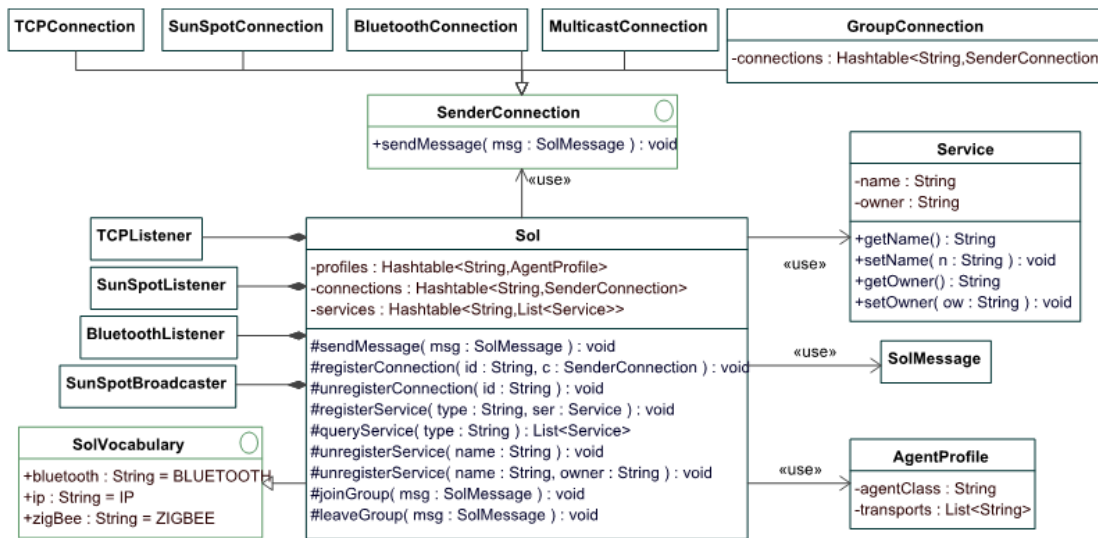 TCPConnection
SunSpotConnection
BluetoothConnection
MulticastConnection
GroupConnection
-connections : Hashtable<String,SenderConnection
SenderConnection
+sendMessage( msg : SolMessage ) : void
«use»
Service
-name : String
-owner : String
+getName() : String
+setName( n : String ) : void
+getOwner() : String
+setOwner( ow : String ) : void
TCPListener
SunSpotListener
BluetoothListener
SunSpotBroadcaster
Sol
-profiles : Hashtable<String,AgentProfile>
-connections : Hashtable<String,SenderConnection>
-services : Hashtable<String,List<Service>>
#sendMessage( msg : SolMessage ) : void
#registerConnection( id : String, c : SenderConnection ) : void
#unregisterConnection( id : String ) : void
#registerService( type : String, ser : Service ) : void
#queryService( type : String ) : List<Service>
#unregisterService( name : String ) : void
#unregisterService( name : String, owner : String ) : void
#joinGroup( msg : SolMessage ) : void
#leaveGroup( msg : SolMessage ) : void
«use»
«use»
SolMessage
«use»
SolVocabulary
+bluetooth : String = BLUETOOTH
+ip : String = IP
+zigBee : String = ZIGBEE
AgentProfile
-agentClass : String
-transports : List<String>